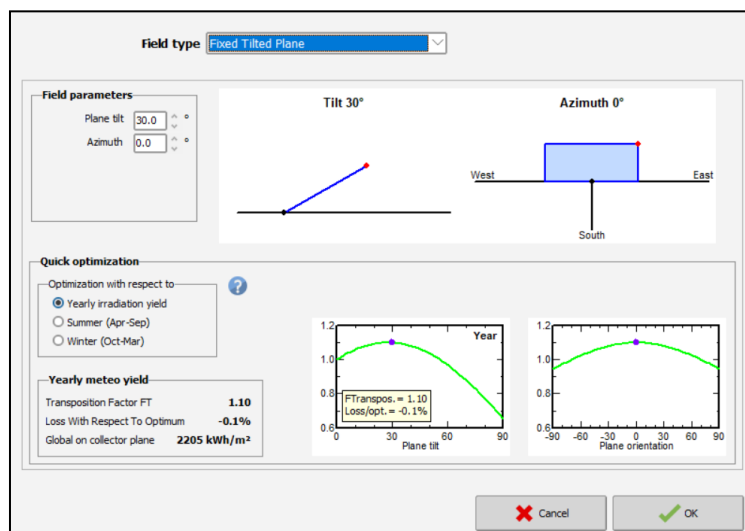 Field type Fixed Tilted Plane
Field parameters
Plane tilt 30.0 °
Azimuth 0.0 °
Tilt 30°
Azimuth 0°
West East
South
Quick optimization
Optimization with respect to
Yearly irradiation yield
Summer (Apr-Sep)
Winter (Oct-Mar)
?
Yearly meteo yield
Transposition Factor FT 1.10
Loss With Respect To Optimum -0.1%
Global on collector plane 2205 kWh/m²
Year
1.2
1.0
0.8
0.6
FTranspos.= 1.10
Loss/opt.= -0.1%
0 30 60 90
Plane tilt
1.2
1.0
0.8
0.6
-90 -60 -30 0 30 60 90
Plane orientation
Cancel
OK